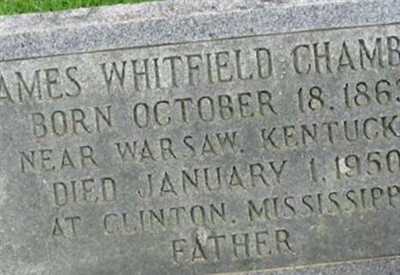 AMES WHITFIELD CHAMB
BORN OCTOBER 18, 186
NEAR WARSAW, KENTUCK
DIED JANUARY 1, 1950
AT CLINTON, MISSISSIPP
FATHER